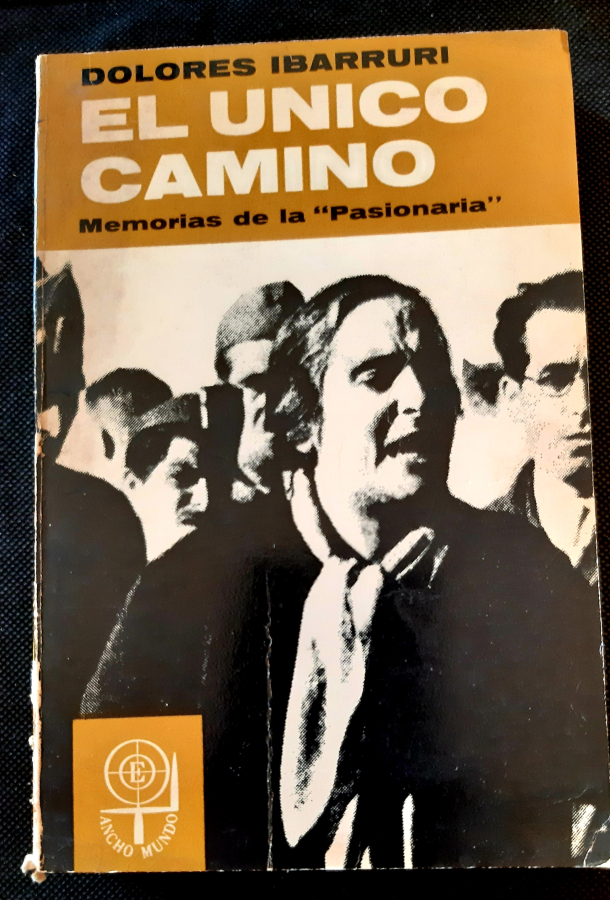 DOLORES IBARRURI
EL UNICO
CAMINO
Memorias de la “Pasionaria”
E
ANCHO MUNDO